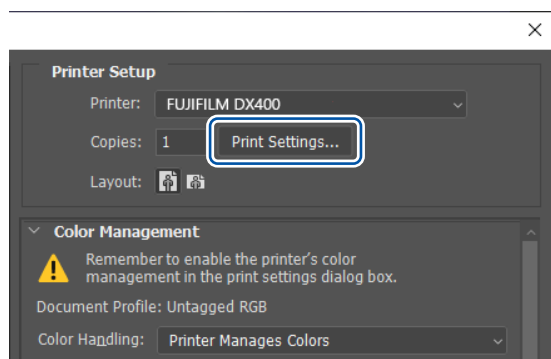 Printer Setup
Printer: FUJIFILM DX400
Copies: 1 Print Settings...
Layout:
Color Management
Remember to enable the printer's color
management in the print settings dialog box.
Document Profile: Untagged RGB
Color Handling: Printer Manages Colors